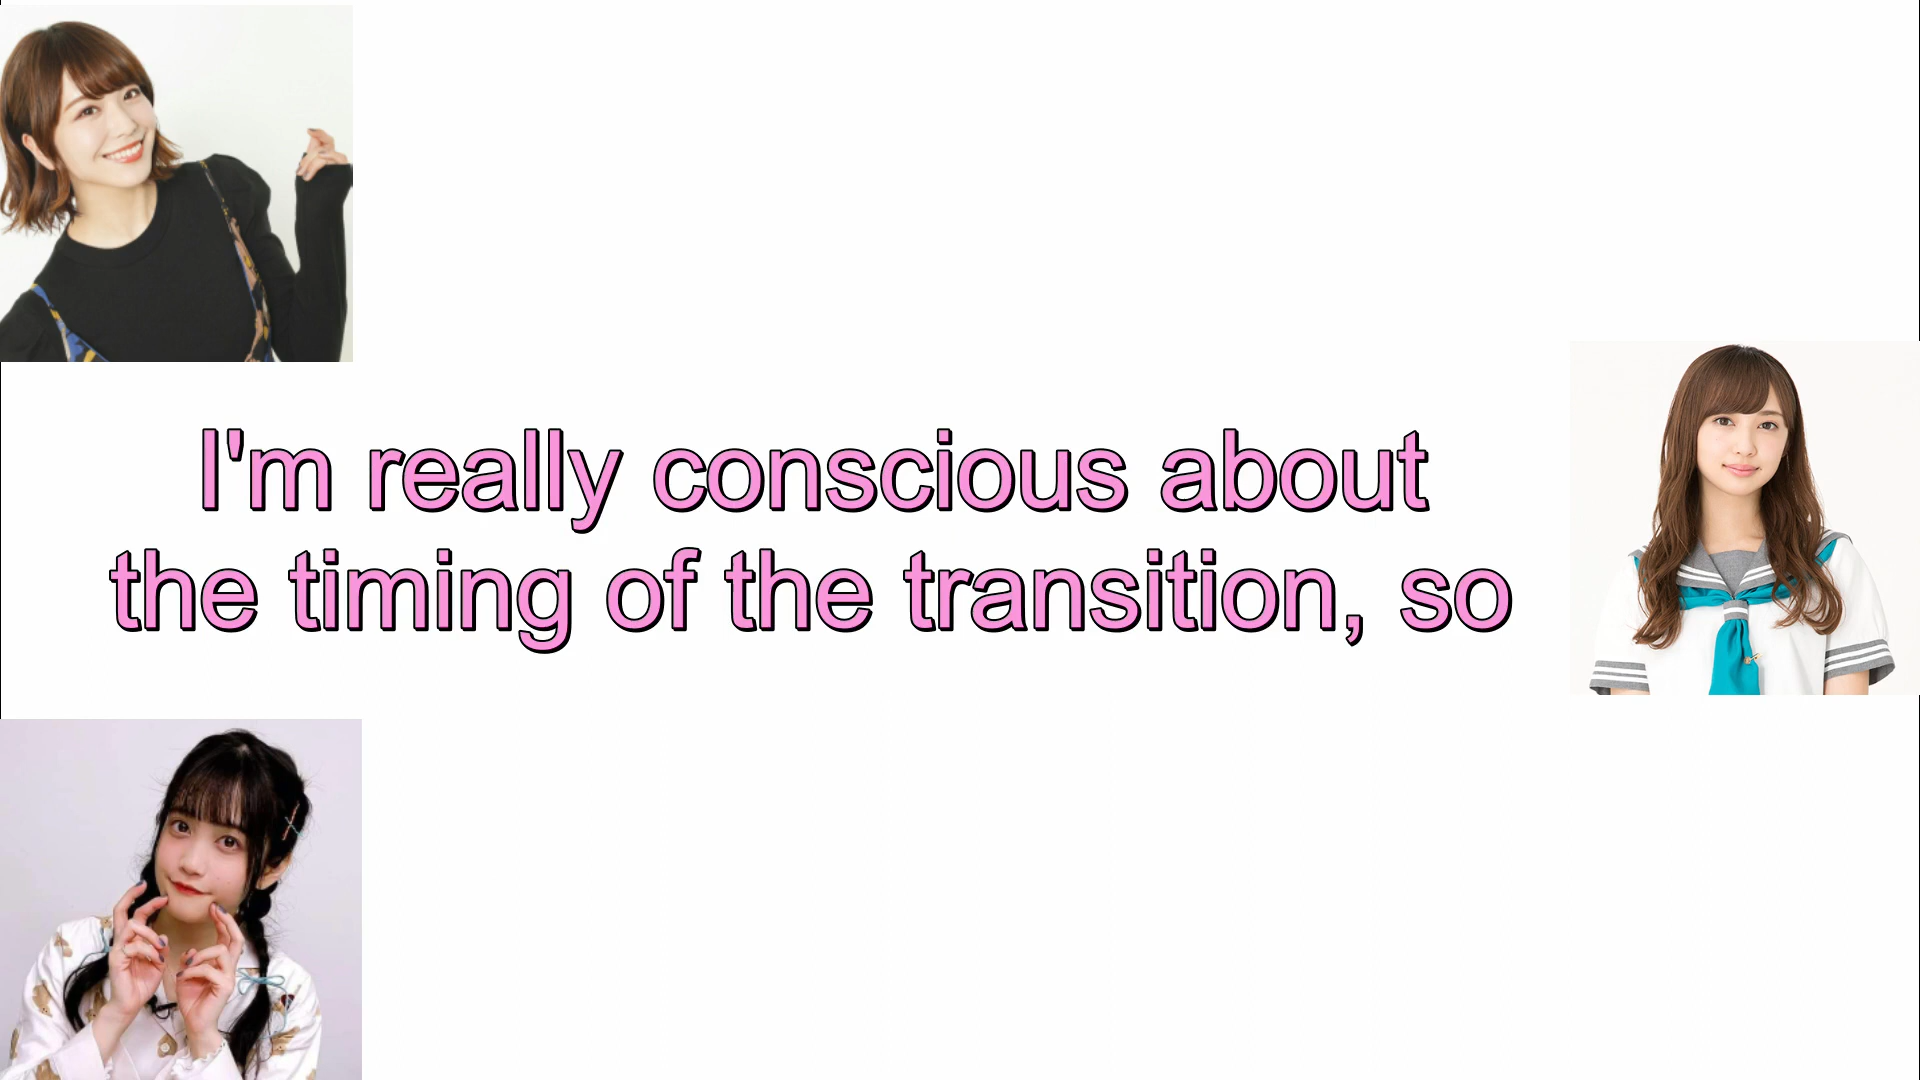 I'm really conscious about
the timing of the transition, so